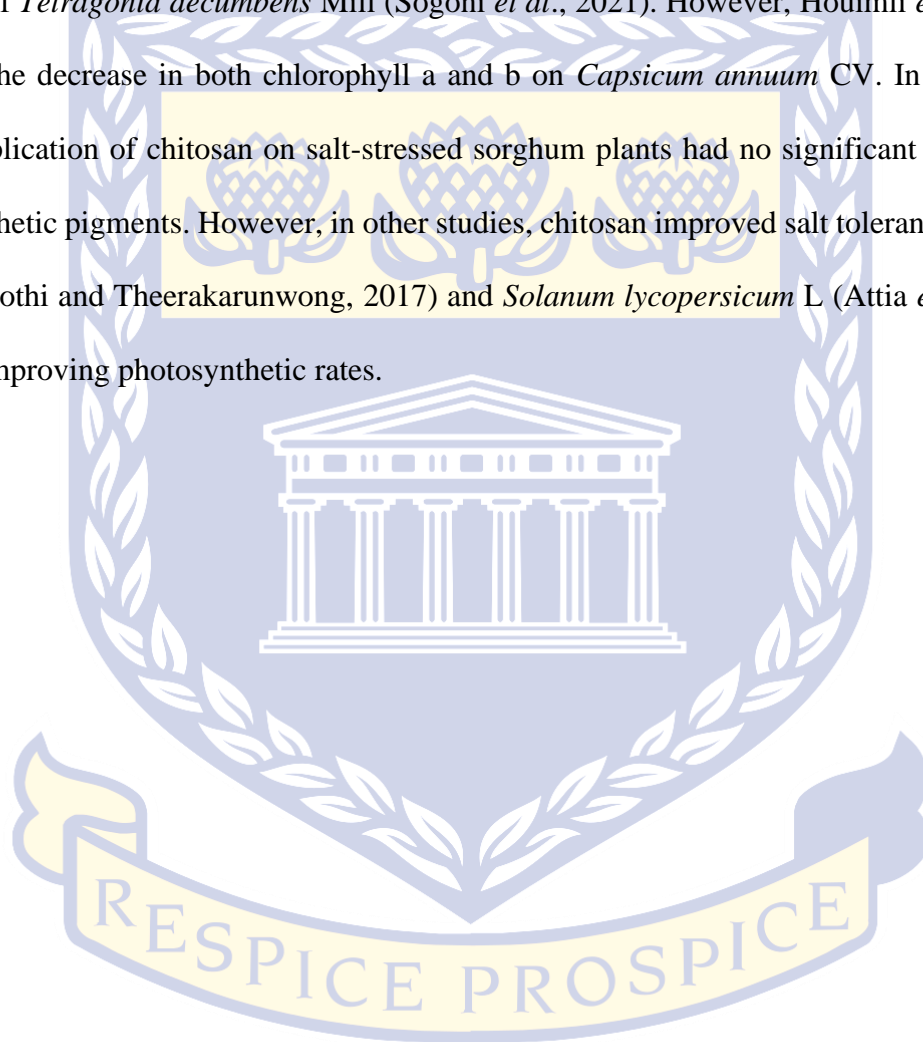 Tetragonia decumbens Mill (Sogoni et al., 2021). However, Houimli
he decrease in both chlorophyll a and b on Capsicum annuum CV. In
plication of chitosan on salt-stressed sorghum plants had no significant
hetic pigments. However, in other studies, chitosan improved salt toleran
othi and Theerakarunwong, 2017) and Solanum lycopersicum L (Attia
mproving photosynthetic rates.
RESPICE PROSPICE